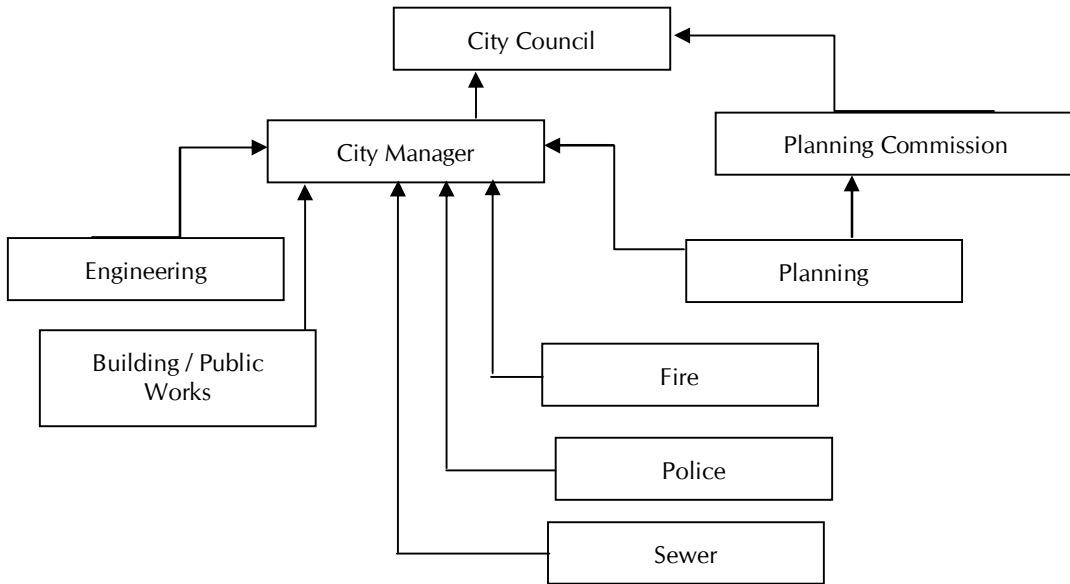 City Council
City Manager
Planning Commission
Engineering
Planning
Building / Public
Works
Fire
Police
Sewer